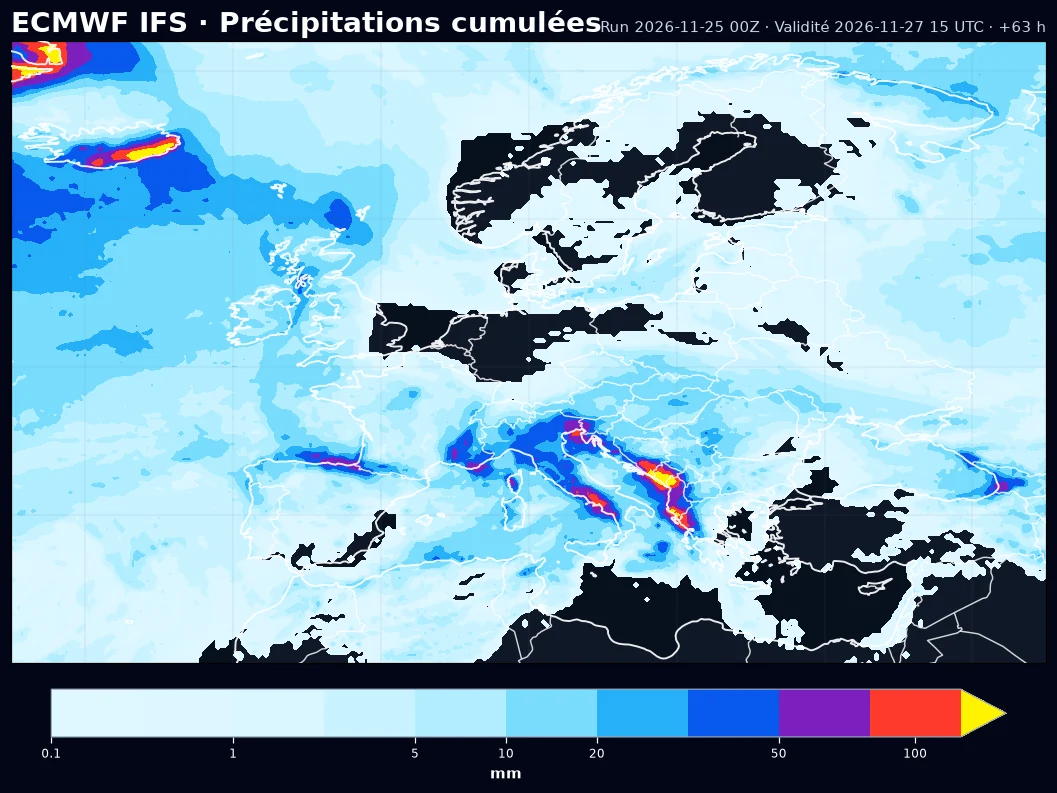 ECMWF IFS · Précipitations cumulées
Run 2026-11-25 00Z · Validité 2026-11-27 15 UTC · +63 h
0.1 1 5 10 20 50 100
mm